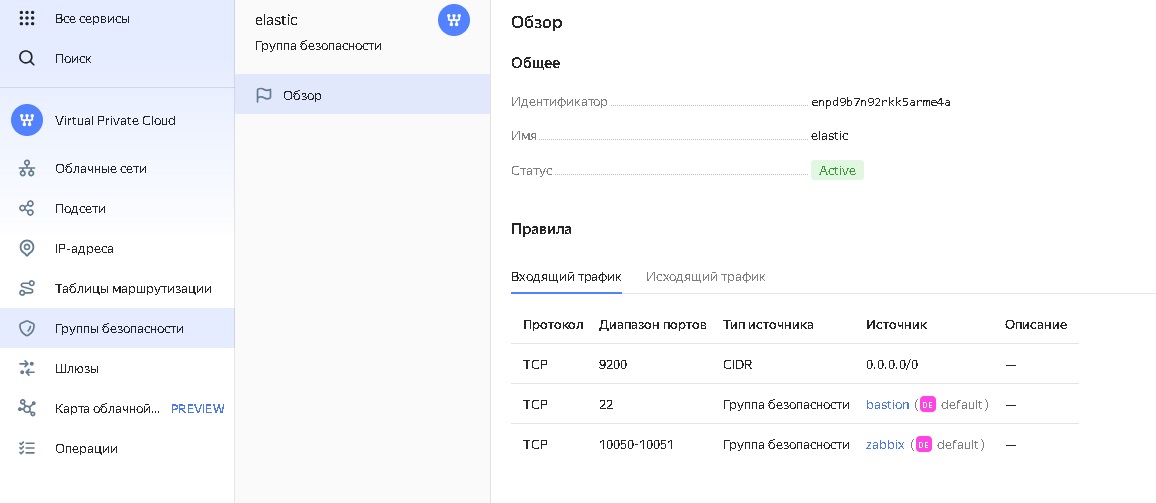 Все сервисы
Поиск
Virtual Private Cloud
Облачные сети
Подсети
IP-адреса
Таблицы маршрутизации
Группы безопасности
Шлюзы
Карта облачной... PREVIEW
Операции
elastic
Группа безопасности
Обзор
Обзор
Общее
Идентификатор enpd9b7n92rkk5arme4a
Имя elastic
Статус Active
Правила
Входящий трафик Исходящий трафик
Протокол Диапазон портов Тип источника Источник Описание
TCP 9200 CIDR 0.0.0.0/0 —
TCP 22 Группа безопасности bastion (DE default) —
TCP 10050-10051 Группа безопасности zabbix (DE default) —